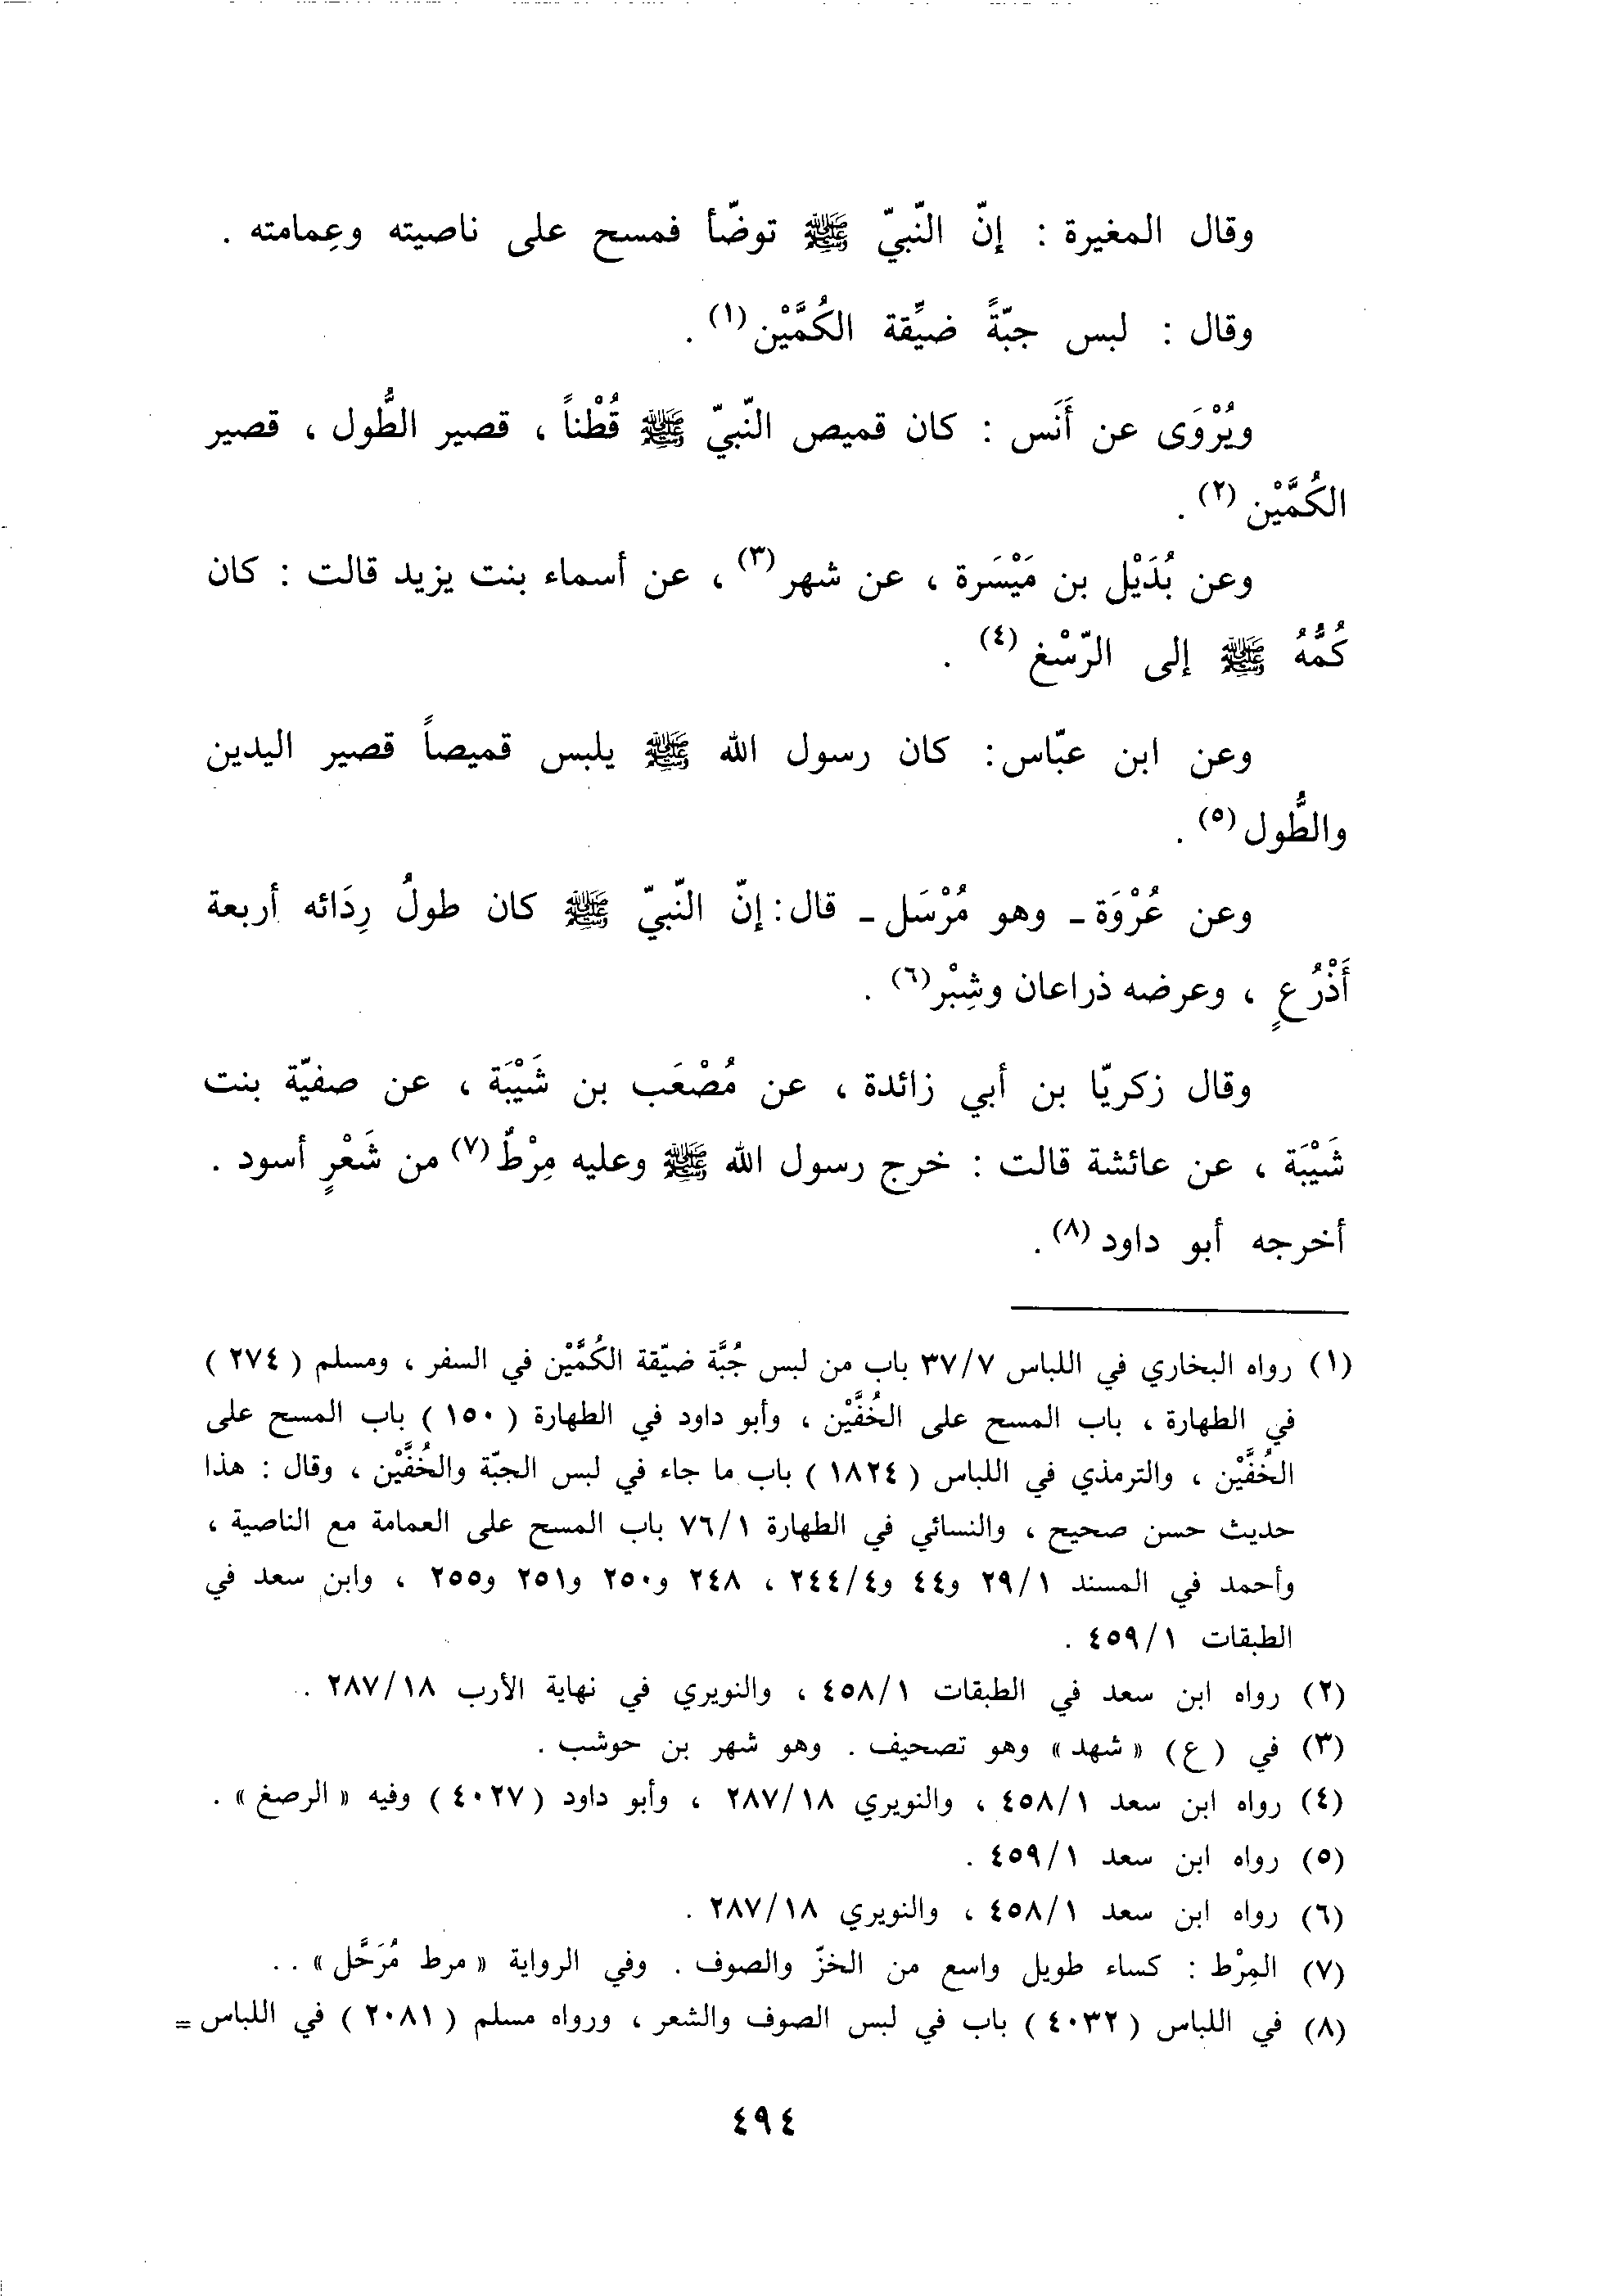 وقال المغيرة : إنّ النّبيّ ﷺ توضّأ فمسح على ناصيته وعِمامته .
وقال : لبس جبّةً ضيِّقة الكُمَّيْن (١) .
ويُرْوَى عن أَنَس : كان قميص النّبيّ ﷺ قُطْناً ، قصير الطُّول ، قصير
الكُمَّيْن (٢) .
وعن بُدَيْل بن مَيْسَرة ، عن شهر (٣) ، عن أسماء بنت يزيد قالت : كان
كُمُّهُ ﷺ إلى الرّسْغ (٤) .
وعن ابن عبّاس : كان رسول الله ﷺ يلبس قميصاً قصير اليدين
والطُّول (٥) .
وعن عُرْوَة - وهو مُرْسَل - قال : إنّ النّبيّ ﷺ كان طولُ رِدَائه أربعة
أَذْرُعٍ ، وعرضه ذراعان وشِبْر (٦) .
وقال زكريّا بن أبي زائدة ، عن مُصْعَب بن شَيْبَة ، عن صفيّة بنت
شَيْبَة ، عن عائشة قالت : خرج رسول الله ﷺ وعليه مِرْطٌ (٧) من شَعْرٍ أسود .
أخرجه أبو داود (٨) .
(١) رواه البخاري في اللباس ٣٧/٧ باب من لبس جُبَّة ضيّقة الكُمَّيْن في السفر ، ومسلم ( ٢٧٤ )
في الطهارة ، باب المسح على الخُفَّيْن ، وأبو داود في الطهارة ( ١٥٠ ) باب المسح على
الخُفَّيْن ، والترمذي في اللباس ( ١٨٢٤ ) باب ما جاء في لبس الجبّة والخُفَّيْن ، وقال : هذا
حديث حسن صحيح ، والنسائي في الطهارة ٧٦/١ باب المسح على العمامة مع الناصية ،
وأحمد في المسند ٢٩/١ و٤٤ و٢٤٤/٤ ، ٢٤٨ و٢٥٠ و٢٥١ و٢٥٥ ، وابن سعد في
الطبقات ٤٥٩/١ .
(٢) رواه ابن سعد في الطبقات ٤٥٨/١ ، والنويري في نهاية الأرب ٢٨٧/١٨ .
(٣) في ( ع ) « شهد » وهو تصحيف . وهو شهر بن حوشب .
(٤) رواه ابن سعد ٤٥٨/١ ، والنويري ٢٨٧/١٨ ، وأبو داود ( ٤٠٢٧ ) وفيه « الرصغ » .
(٥) رواه ابن سعد ٤٥٩/١ .
(٦) رواه ابن سعد ٤٥٨/١ ، والنويري ٢٨٧/١٨ .
(٧) المِرْط : كساء طويل واسع من الخزّ والصوف . وفي الرواية « مرط مُرَحَّل » . .
(٨) في اللباس ( ٤٠٣٢ ) باب في لبس الصوف والشعر ، ورواه مسلم ( ٢٠٨١ ) في اللباس =
٤٩٤